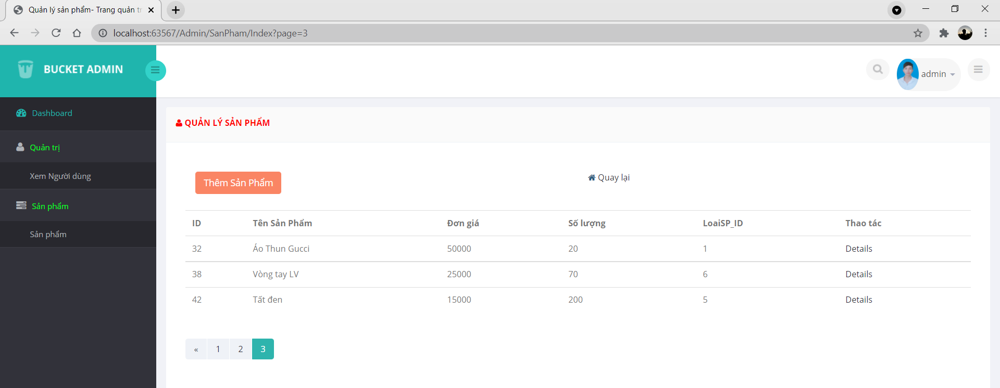 Quản lý sản phẩm- Trang quản tr
localhost:63567/Admin/SanPham/Index?page=3
BUCKET ADMIN
admin
Dashboard
Quản trị
Xem Người dùng
Sản phẩm
Sản phẩm
QUẢN LÝ SẢN PHẨM
Thêm Sản Phẩm
Quay lại
ID Tên Sản Phẩm Đơn giá Số lượng LoaiSP_ID Thao tác
32 Áo Thun Gucci 50000 20 1 Details
38 Vòng tay LV 25000 70 6 Details
42 Tất đen 15000 200 5 Details
« 1 2 3